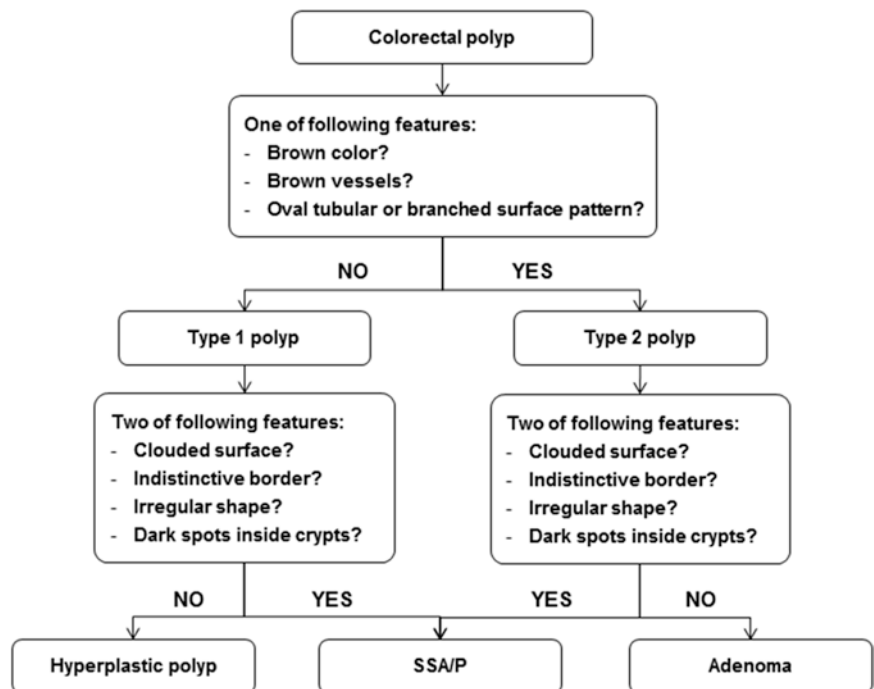 Colorectal polyp
One of following features:
- Brown color?
- Brown vessels?
- Oval tubular or branched surface pattern?
NO
YES
Type 1 polyp
Type 2 polyp
Two of following features:
- Clouded surface?
- Indistinctive border?
- Irregular shape?
- Dark spots inside crypts?
Two of following features:
- Clouded surface?
- Indistinctive border?
- Irregular shape?
- Dark spots inside crypts?
NO
YES
YES
NO
Hyperplastic polyp
SSA/P
Adenoma